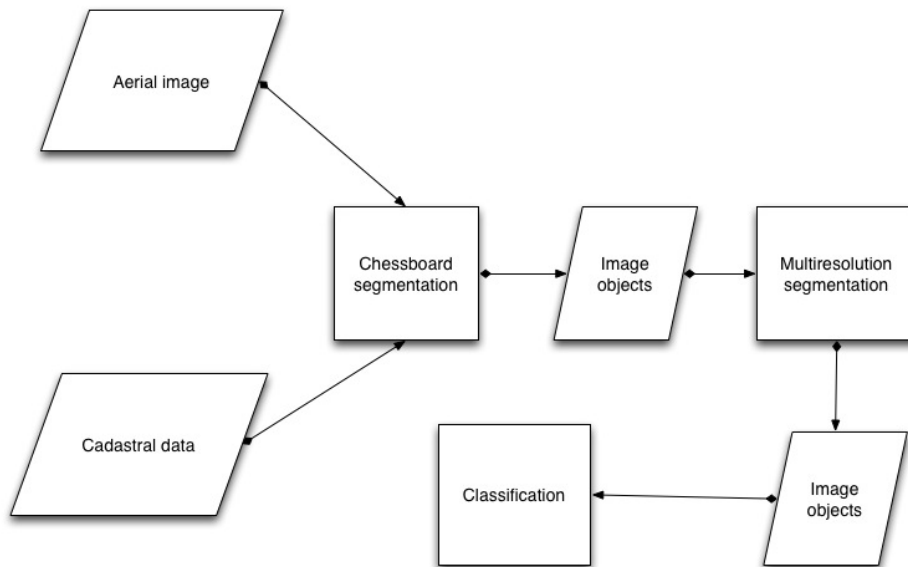 Aerial image
Chessboard
segmentation
Image
objects
Multiresolution
segmentation
Cadastral data
Classification
Image
objects